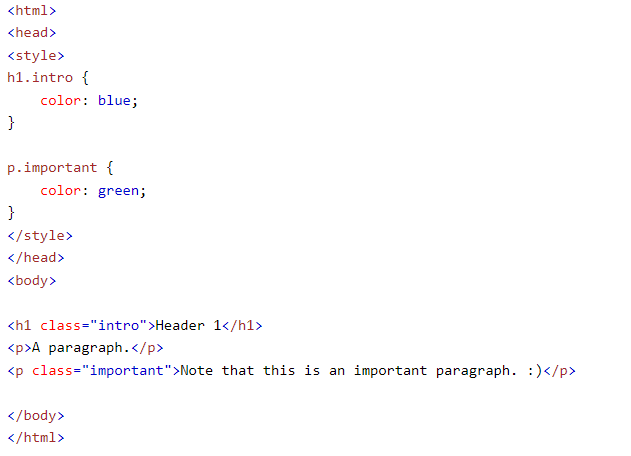 <html>
<head>
<style>
h1.intro {
    color: blue;
}

p.important {
    color: green;
}
</style>
</head>
<body>

<h1 class="intro">Header 1</h1>
<p>A paragraph.</p>
<p class="important">Note that this is an important paragraph. :)</p>

</body>
</html>